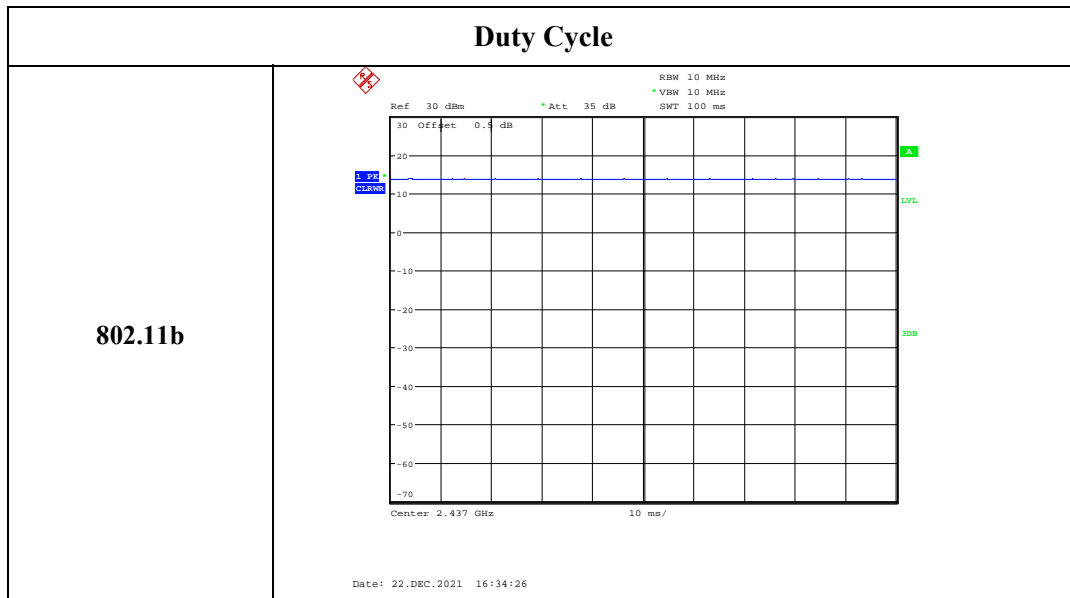 Duty Cycle
802.11b
R S
RBW 10 MHz
* VBW 10 MHz
Ref 30 dBm * Att 35 dB SWT 100 ms
30 Offset 0.5 dB
A
20
1 PK *
CLRWR
10
LVL
0
-10
-20
3DB
-30
-40
-50
-60
-70
Center 2.437 GHz 10 ms/
Date: 22.DEC.2021 16:34:26